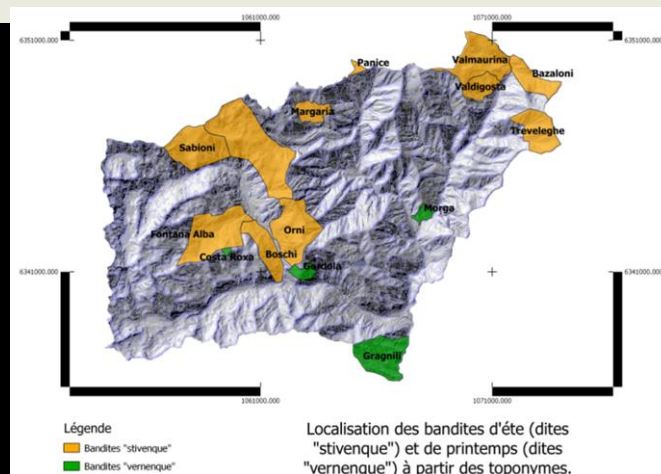 1061000.000 1071000.000
6351000.000 6351000.000
Panice
Valmaurina
Bazaloni
Valdigosta
Margaria
Treveleghe
Sabioni
Morga
Fontana Alba
Orni
Costa Roxa
Boschi
Gaudola
6341000.000 6341000.000
Gragnili
1061000.000 1071000.000
Légende
Bandites "stivenque"
Bandites "vernenque"
Localisation des bandites d'éte (dites
"stivenque") et de printemps (dites
"vernenque") à partir des toponymes.